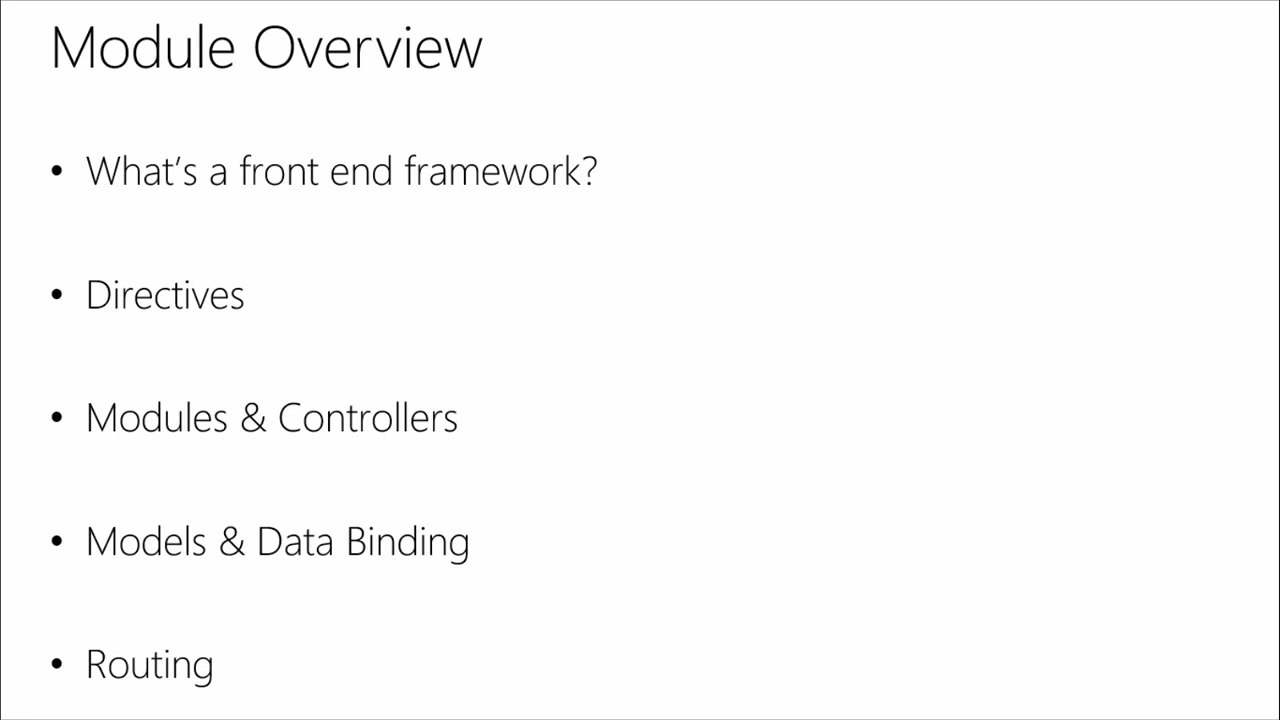 Module Overview
• What’s a front end framework?
• Directives
• Modules & Controllers
• Models & Data Binding
• Routing